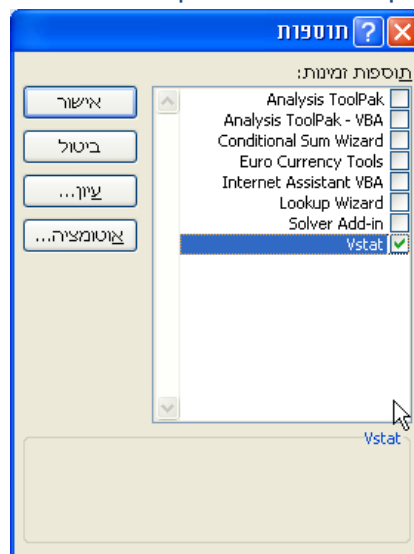 תוספות
תוספות זמינות:
Analysis ToolPak
Analysis ToolPak - VBA
Conditional Sum Wizard
Euro Currency Tools
Internet Assistant VBA
Lookup Wizard
Solver Add-in
Vstat
אישור
ביטול
עיון...
אוטומציה...
Vstat